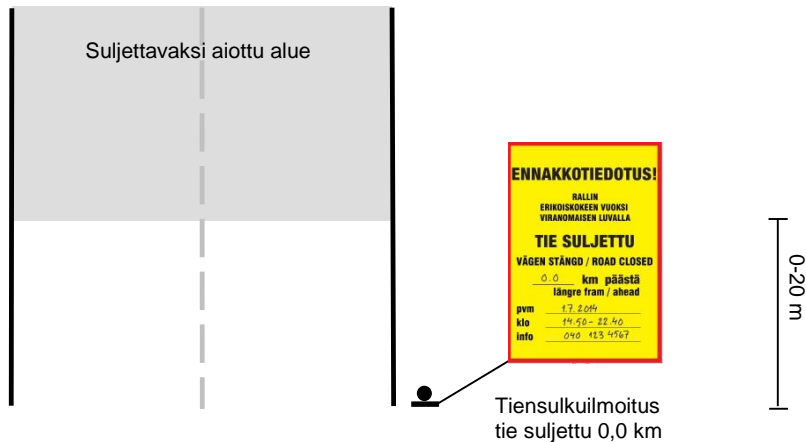 Suljettavaksi aiottu alue
ENNAKKOTIEDOTUS!
RALLIN
ERIKOISKOKEEN VUOKSI
VIRANOMAISEN LUVALLA
TIE SULJETTU
VÄGEN STÄNGD / ROAD CLOSED
0.0 km päästä
längre fram / ahead
pvm 1.7.2014
klo 14.50-22.40
info 040 123 4567
0-20 m
Tiensulkuilmoitus
tie suljettu 0,0 km